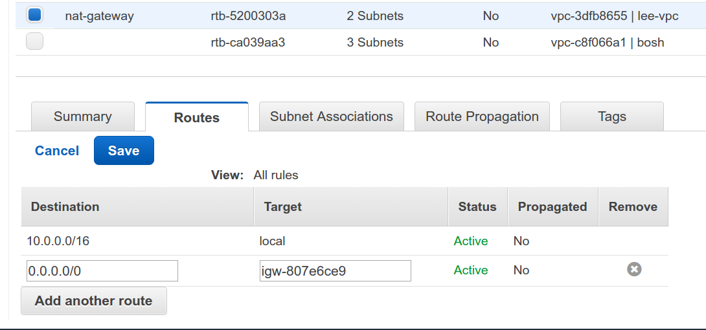 nat-gateway rtb-5200303a 2 Subnets No vpc-3dfb8655 | lee-vpc
rtb-ca039aa3 3 Subnets No vpc-c8f066a1 | bosh
Summary Routes Subnet Associations Route Propagation Tags
Cancel Save
View: All rules
Destination Target Status Propagated Remove
10.0.0.0/16 local Active No
0.0.0.0/0 igw-807e6ce9 Active No
Add another route